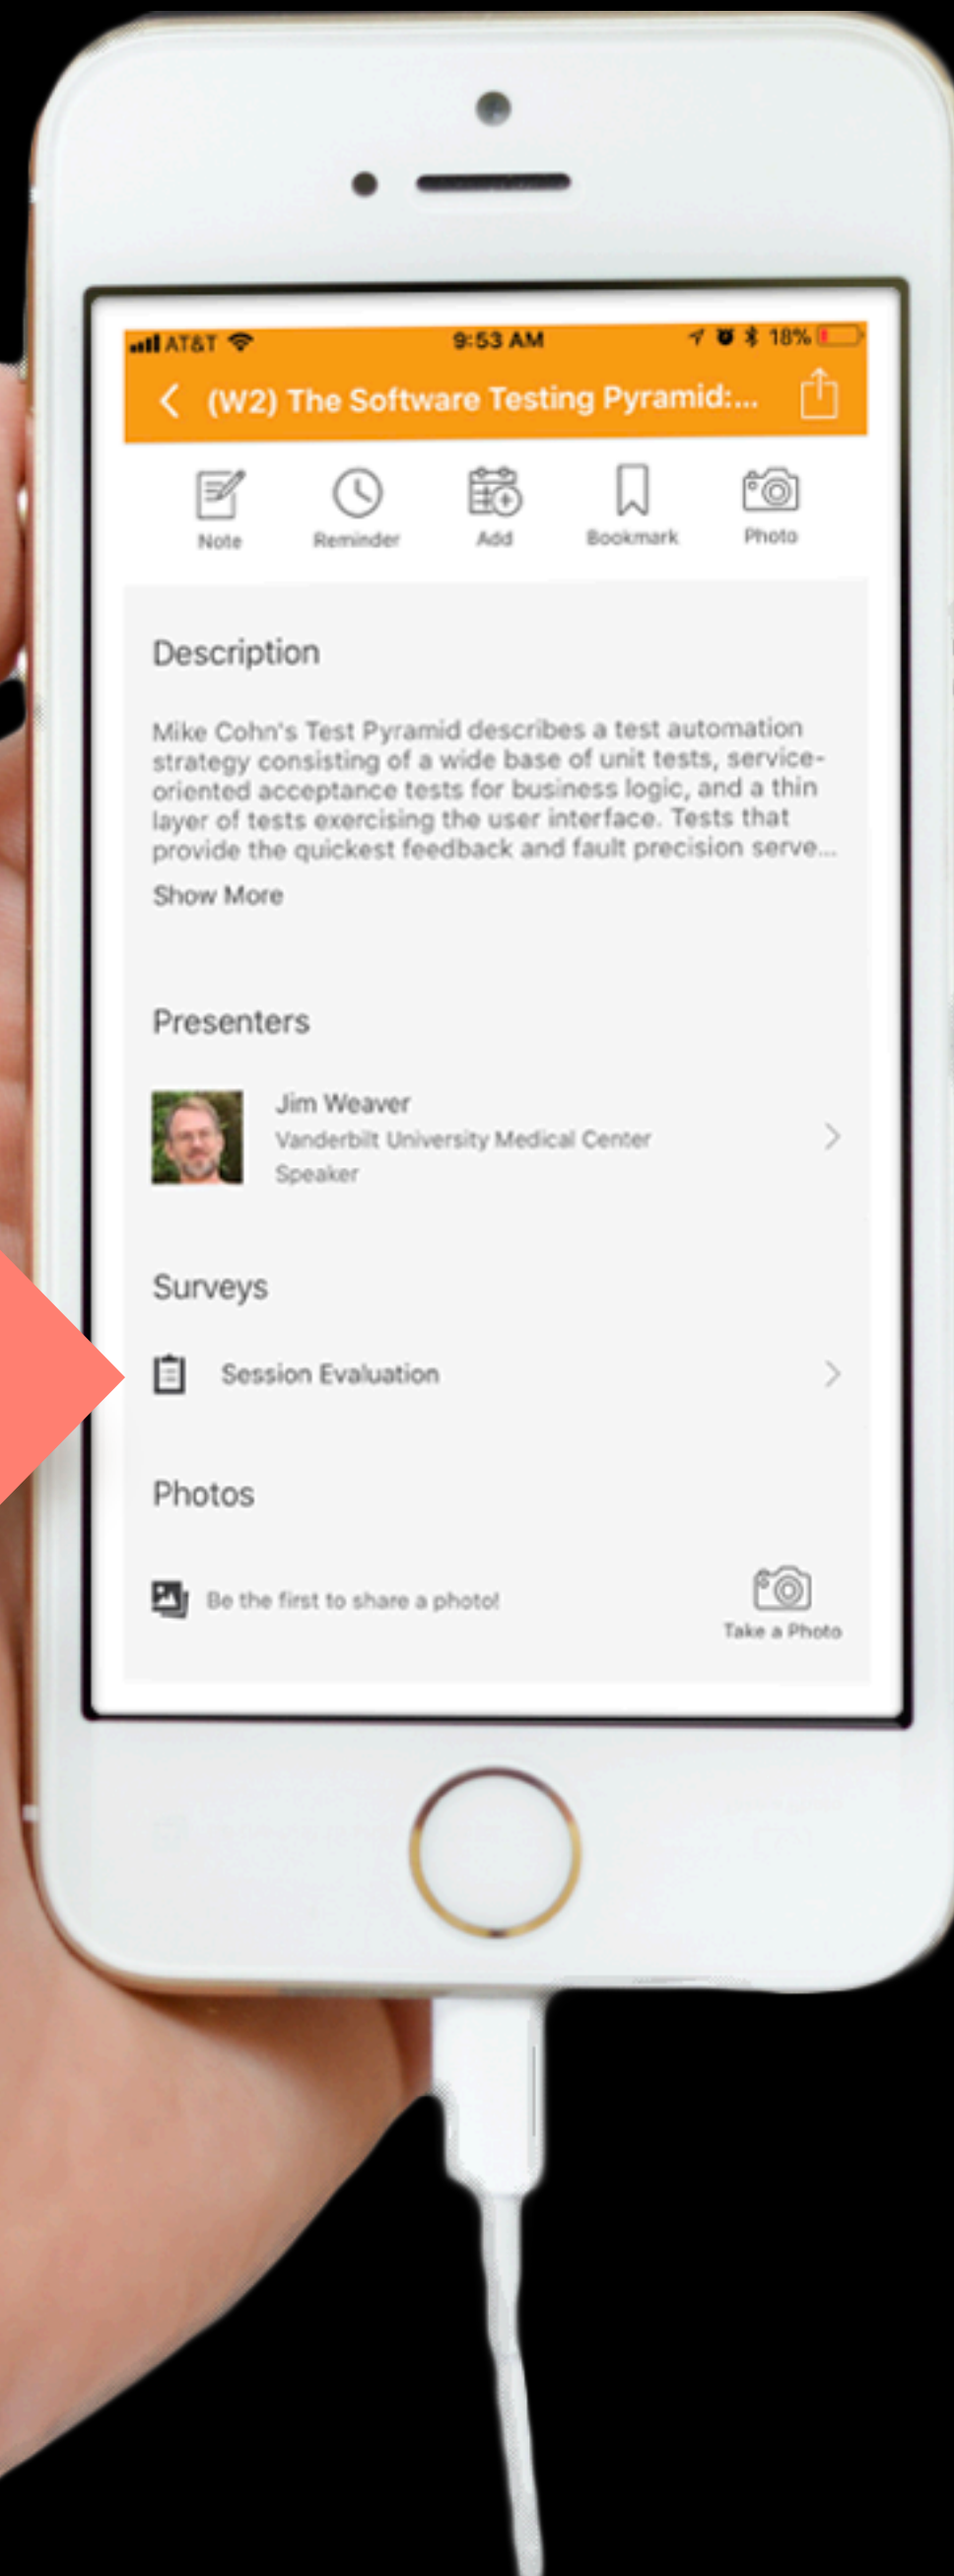 AT&T 9:53 AM 18%
(W2) The Software Testing Pyramid:...
Note Reminder Add Bookmark Photo
Description
Mike Cohn's Test Pyramid describes a test automation
strategy consisting of a wide base of unit tests, service-
oriented acceptance tests for business logic, and a thin
layer of tests exercising the user interface. Tests that
provide the quickest feedback and fault precision serve...
Show More
Presenters
Jim Weaver
Vanderbilt University Medical Center
Speaker
Surveys
Session Evaluation
Photos
Be the first to share a photo!
Take a Photo